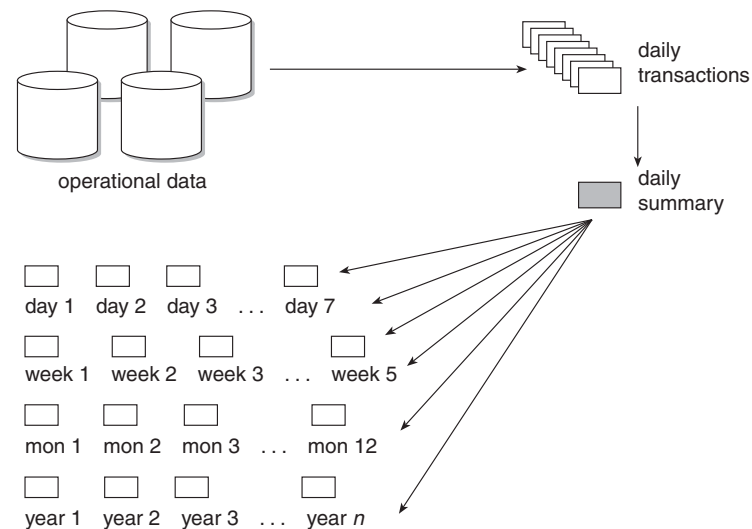 daily
transactions
operational data
daily
summary
day 1 day 2 day 3 . . . day 7
week 1 week 2 week 3 . . . week 5
mon 1 mon 2 mon 3 . . . mon 12
year 1 year 2 year 3 . . . year n